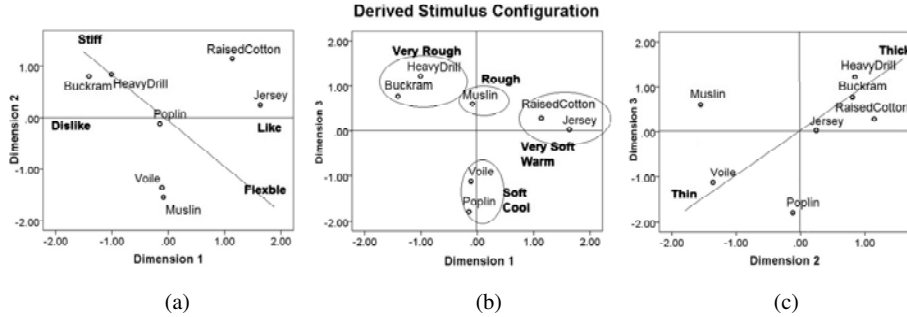 Derived Stimulus Configuration
Dimension 2
2.00
1.00
.00
-1.00
-2.00
Stiff
RaisedCotton
Buckram
HeavyDrill
Jersey
Poplin
Dislike
Like
Voile
Flexble
Muslin
-2.00 -1.00 .00 1.00 2.00
Dimension 1
(a)
Dimension 3
2.00
1.00
.00
-1.00
-2.00
Very Rough
HeavyDrill
Rough
Buckram
Muslin
RaisedCotton
Jersey
Very Soft
Warm
Voile
Soft
Cool
Poplin
-2.00 -1.00 .00 1.00 2.00
Dimension 1
(b)
Dimension 3
2.00
1.00
.00
-1.00
-2.00
Thick
HeavyDrill
Buckram
Muslin
RaisedCotton
Jersey
Voile
Thin
Poplin
-2.00 -1.00 .00 1.00
Dimension 2
(c)